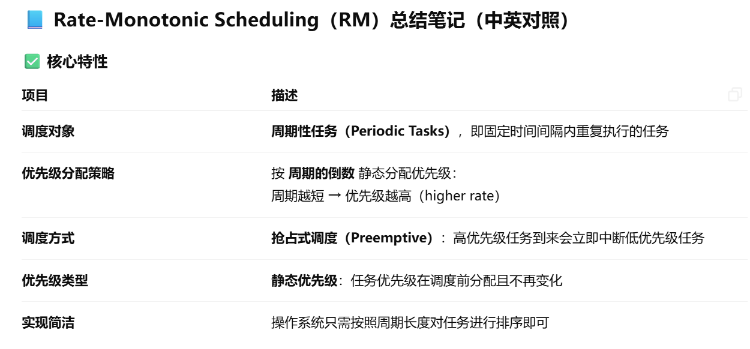 📘 Rate-Monotonic Scheduling（RM）总结笔记（中英对照）
✅ 核心特性
项目 描述
调度对象 周期性任务（Periodic Tasks），即固定时间间隔内重复执行的任务
优先级分配策略 按 周期的倒数 静态分配优先级：
周期越短 → 优先级越高（higher rate）
调度方式 抢占式调度（Preemptive）：高优先级任务到来会立即中断低优先级任务
优先级类型 静态优先级：任务优先级在调度前分配且不再变化
实现简洁 操作系统只需按照周期长度对任务进行排序即可